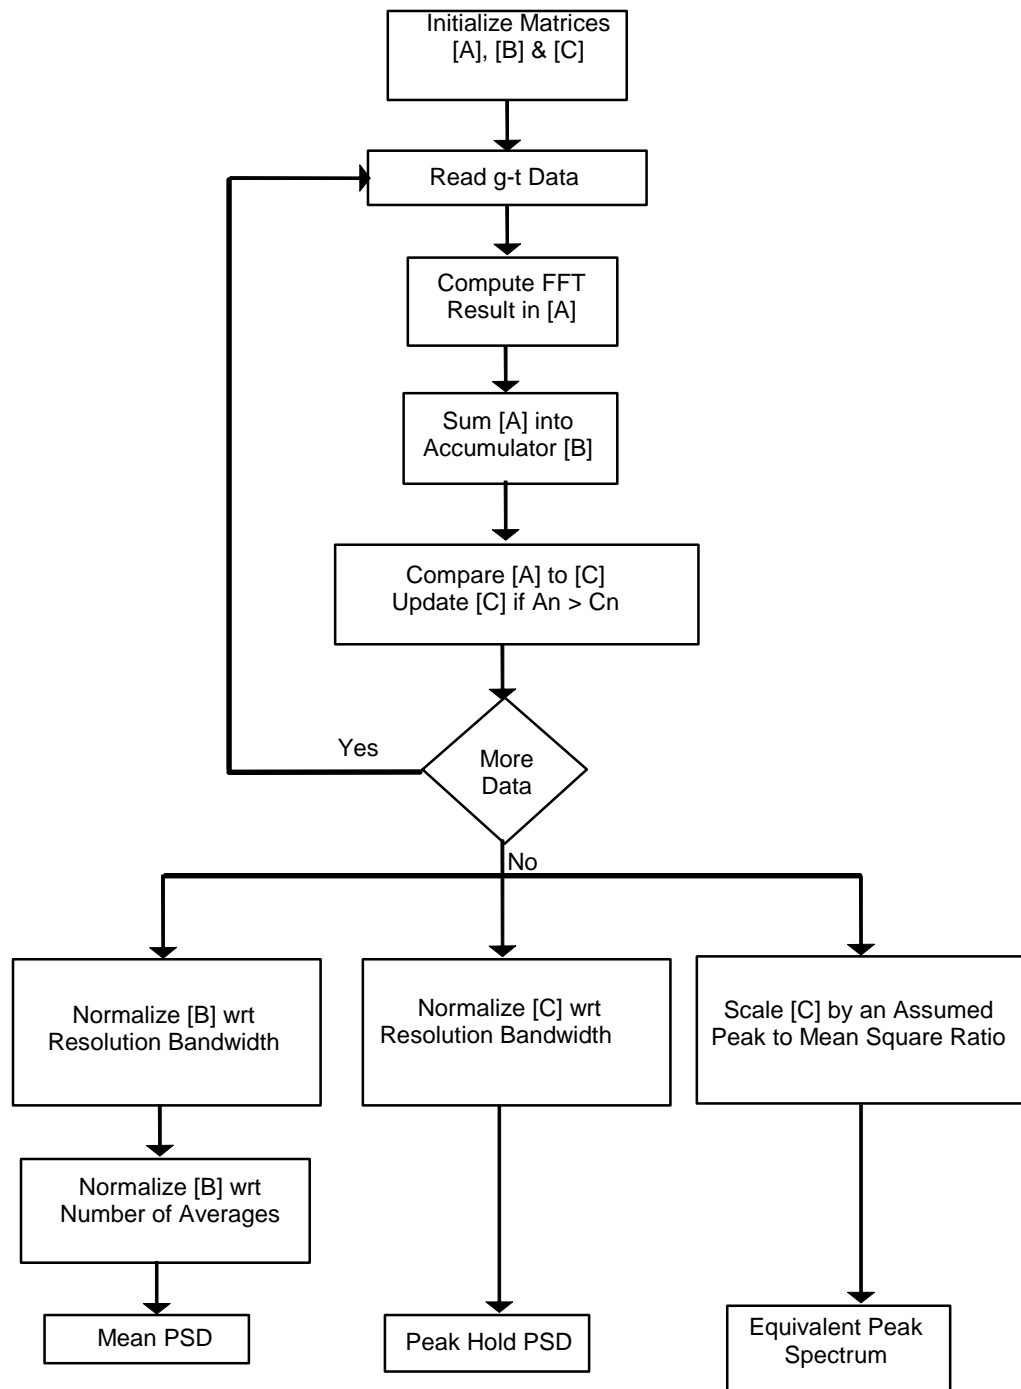 Initialize Matrices
[A], [B] & [C]
Read g-t Data
Compute FFT
Result in [A]
Sum [A] into
Accumulator [B]
Compare [A] to [C]
Update [C] if An > Cn
Yes
More
Data
No
Normalize [B] wrt
Resolution Bandwidth
Normalize [C] wrt
Resolution Bandwidth
Scale [C] by an Assumed
Peak to Mean Square Ratio
Normalize [B] wrt
Number of Averages
Mean PSD
Peak Hold PSD
Equivalent Peak
Spectrum